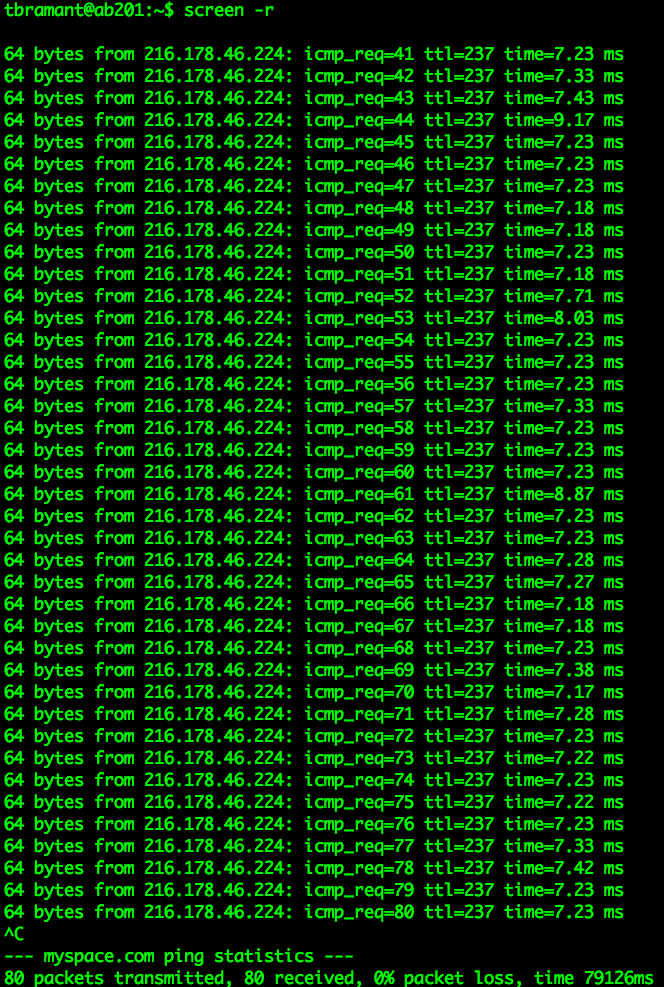 tbramant@ab201:~$ screen -r
64 bytes from 216.178.46.224: icmp_req=41 ttl=237 time=7.23 ms
64 bytes from 216.178.46.224: icmp_req=42 ttl=237 time=7.33 ms
64 bytes from 216.178.46.224: icmp_req=43 ttl=237 time=7.43 ms
64 bytes from 216.178.46.224: icmp_req=44 ttl=237 time=9.17 ms
64 bytes from 216.178.46.224: icmp_req=45 ttl=237 time=7.23 ms
64 bytes from 216.178.46.224: icmp_req=46 ttl=237 time=7.23 ms
64 bytes from 216.178.46.224: icmp_req=47 ttl=237 time=7.23 ms
64 bytes from 216.178.46.224: icmp_req=48 ttl=237 time=7.18 ms
64 bytes from 216.178.46.224: icmp_req=49 ttl=237 time=7.18 ms
64 bytes from 216.178.46.224: icmp_req=50 ttl=237 time=7.23 ms
64 bytes from 216.178.46.224: icmp_req=51 ttl=237 time=7.18 ms
64 bytes from 216.178.46.224: icmp_req=52 ttl=237 time=7.71 ms
64 bytes from 216.178.46.224: icmp_req=53 ttl=237 time=8.03 ms
64 bytes from 216.178.46.224: icmp_req=54 ttl=237 time=7.23 ms
64 bytes from 216.178.46.224: icmp_req=55 ttl=237 time=7.23 ms
64 bytes from 216.178.46.224: icmp_req=56 ttl=237 time=7.23 ms
64 bytes from 216.178.46.224: icmp_req=57 ttl=237 time=7.33 ms
64 bytes from 216.178.46.224: icmp_req=58 ttl=237 time=7.23 ms
64 bytes from 216.178.46.224: icmp_req=59 ttl=237 time=7.23 ms
64 bytes from 216.178.46.224: icmp_req=60 ttl=237 time=7.23 ms
64 bytes from 216.178.46.224: icmp_req=61 ttl=237 time=8.87 ms
64 bytes from 216.178.46.224: icmp_req=62 ttl=237 time=7.23 ms
64 bytes from 216.178.46.224: icmp_req=63 ttl=237 time=7.23 ms
64 bytes from 216.178.46.224: icmp_req=64 ttl=237 time=7.28 ms
64 bytes from 216.178.46.224: icmp_req=65 ttl=237 time=7.27 ms
64 bytes from 216.178.46.224: icmp_req=66 ttl=237 time=7.18 ms
64 bytes from 216.178.46.224: icmp_req=67 ttl=237 time=7.18 ms
64 bytes from 216.178.46.224: icmp_req=68 ttl=237 time=7.23 ms
64 bytes from 216.178.46.224: icmp_req=69 ttl=237 time=7.38 ms
64 bytes from 216.178.46.224: icmp_req=70 ttl=237 time=7.17 ms
64 bytes from 216.178.46.224: icmp_req=71 ttl=237 time=7.28 ms
64 bytes from 216.178.46.224: icmp_req=72 ttl=237 time=7.23 ms
64 bytes from 216.178.46.224: icmp_req=73 ttl=237 time=7.22 ms
64 bytes from 216.178.46.224: icmp_req=74 ttl=237 time=7.23 ms
64 bytes from 216.178.46.224: icmp_req=75 ttl=237 time=7.22 ms
64 bytes from 216.178.46.224: icmp_req=76 ttl=237 time=7.23 ms
64 bytes from 216.178.46.224: icmp_req=77 ttl=237 time=7.33 ms
64 bytes from 216.178.46.224: icmp_req=78 ttl=237 time=7.42 ms
64 bytes from 216.178.46.224: icmp_req=79 ttl=237 time=7.23 ms
64 bytes from 216.178.46.224: icmp_req=80 ttl=237 time=7.23 ms
^C
--- myspace.com ping statistics ---
80 packets transmitted, 80 received, 0% packet loss, time 79126ms